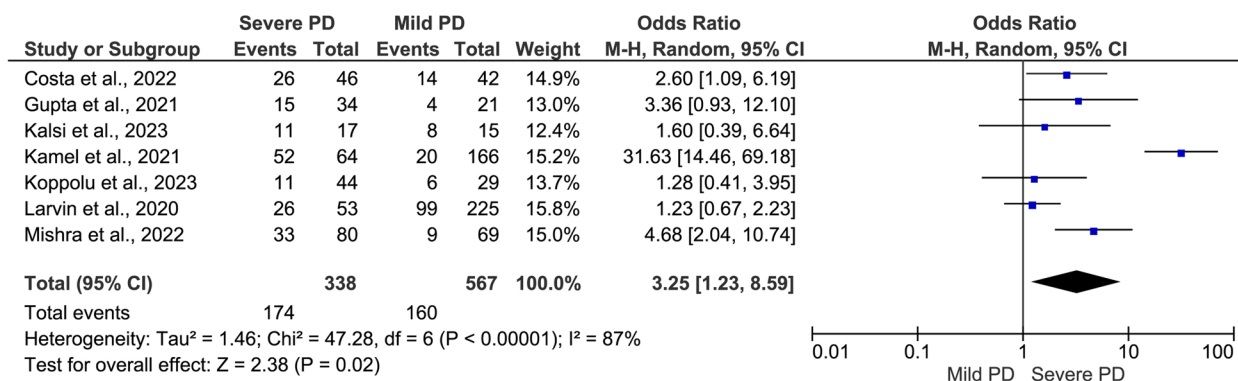 Severe PD Mild PD Odds Ratio Odds Ratio
Study or Subgroup Events Total Events Total Weight M-H, Random, 95% CI M-H, Random, 95% CI
Costa et al., 2022 26 46 14 42 14.9% 2.60 [1.09, 6.19]
Gupta et al., 2021 15 34 4 21 13.0% 3.36 [0.93, 12.10]
Kalsi et al., 2023 11 17 8 15 12.4% 1.60 [0.39, 6.64]
Kamel et al., 2021 52 64 20 166 15.2% 31.63 [14.46, 69.18]
Koppolu et al., 2023 11 44 6 29 13.7% 1.28 [0.41, 3.95]
Larvin et al., 2020 26 53 99 225 15.8% 1.23 [0.67, 2.23]
Mishra et al., 2022 33 80 9 69 15.0% 4.68 [2.04, 10.74]
Total (95% CI) 338 567 100.0% 3.25 [1.23, 8.59]
Total events 174 160
Heterogeneity: Tau² = 1.46; Chi² = 47.28, df = 6 (P < 0.00001); I² = 87%
Test for overall effect: Z = 2.38 (P = 0.02)
0.01 0.1 1 10 100
Mild PD Severe PD